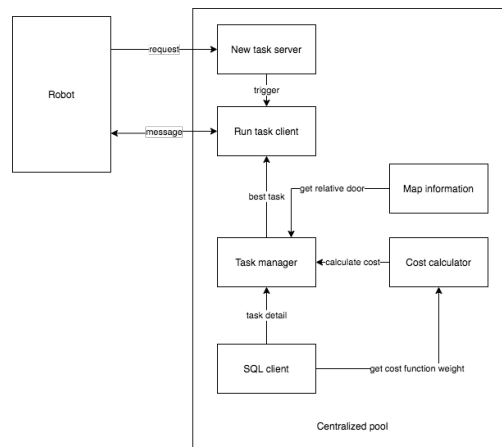 request
New task server
trigger
Robot
message
Run task client
best task
get relative door
Map information
Task manager
calculate cost
Cost calculator
task detail
SQL client
get cost function weight
Centralized pool